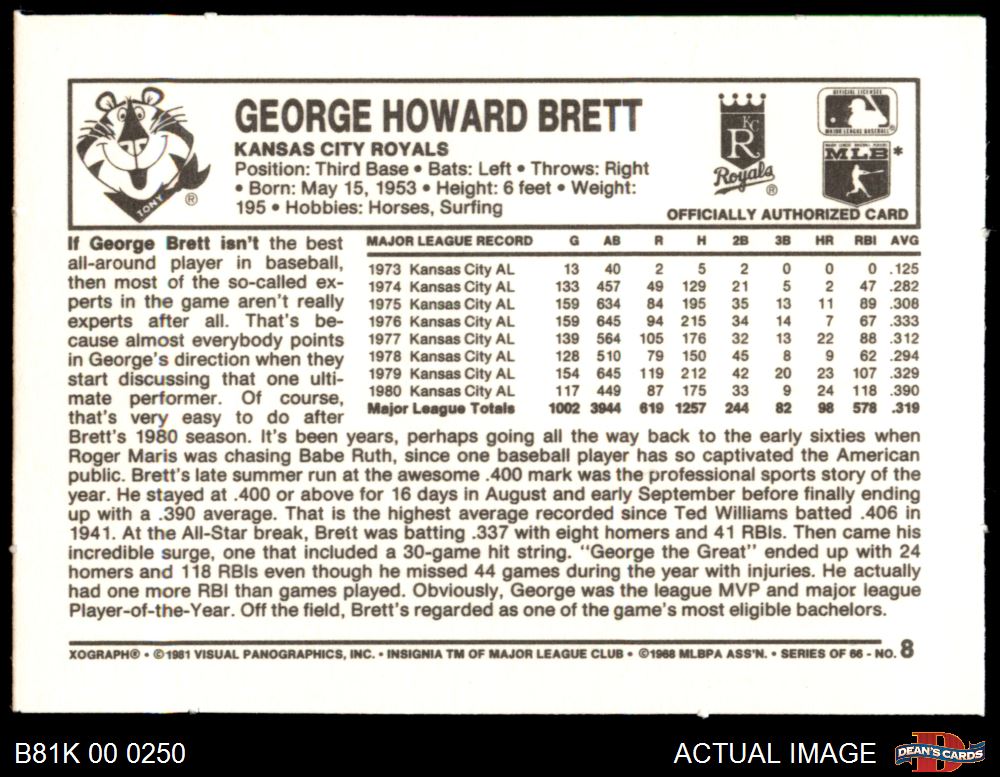 GEORGE HOWARD BRETT
KANSAS CITY ROYALS
Position: Third Base • Bats: Left • Throws: Right
• Born: May 15, 1953 • Height: 6 feet • Weight:
195 • Hobbies: Horses, Surfing
TONY ®
KC
R
Royals ®
OFFICIAL LICENSEE
MAJOR LEAGUE BASEBALL ®
MAJOR LEAGUE BASEBALL PLAYERS
MLB *
OFFICIALLY AUTHORIZED CARD
If George Brett isn't the best
all-around player in baseball,
then most of the so-called ex-
perts in the game aren't really
experts after all. That's be-
cause almost everybody points
in George's direction when they
start discussing that one ulti-
mate performer. Of course,
that's very easy to do after
MAJOR LEAGUE RECORD G AB R H 2B 3B HR RBI AVG
1973 Kansas City AL 13 40 2 5 2 0 0 0 .125
1974 Kansas City AL 133 457 49 129 21 5 2 47 .282
1975 Kansas City AL 159 634 84 195 35 13 11 89 .308
1976 Kansas City AL 159 645 94 215 34 14 7 67 .333
1977 Kansas City AL 139 564 105 176 32 13 22 88 .312
1978 Kansas City AL 128 510 79 150 45 8 9 62 .294
1979 Kansas City AL 154 645 119 212 42 20 23 107 .329
1980 Kansas City AL 117 449 87 175 33 9 24 118 .390
Major League Totals 1002 3944 619 1257 244 82 98 578 .319
Brett's 1980 season. It's been years, perhaps going all the way back to the early sixties when
Roger Maris was chasing Babe Ruth, since one baseball player has so captivated the American
public. Brett's late summer run at the awesome .400 mark was the professional sports story of the
year. He stayed at .400 or above for 16 days in August and early September before finally ending
up with a .390 average. That is the highest average recorded since Ted Williams batted .406 in
1941. At the All-Star break, Brett was batting .337 with eight homers and 41 RBIs. Then came his
incredible surge, one that included a 30-game hit string. "George the Great" ended up with 24
homers and 118 RBIs even though he missed 44 games during the year with injuries. He actually
had one more RBI than games played. Obviously, George was the league MVP and major league
Player-of-the-Year. Off the field, Brett's regarded as one of the game's most eligible bachelors.
XOGRAPH® • ©1981 VISUAL PANOGRAPHICS, INC. • INSIGNIA TM OF MAJOR LEAGUE CLUB • ©1968 MLBPA ASS'N. • SERIES OF 66 - NO. 8
B81K 00 0250
ACTUAL IMAGE
DEAN'S CARDS